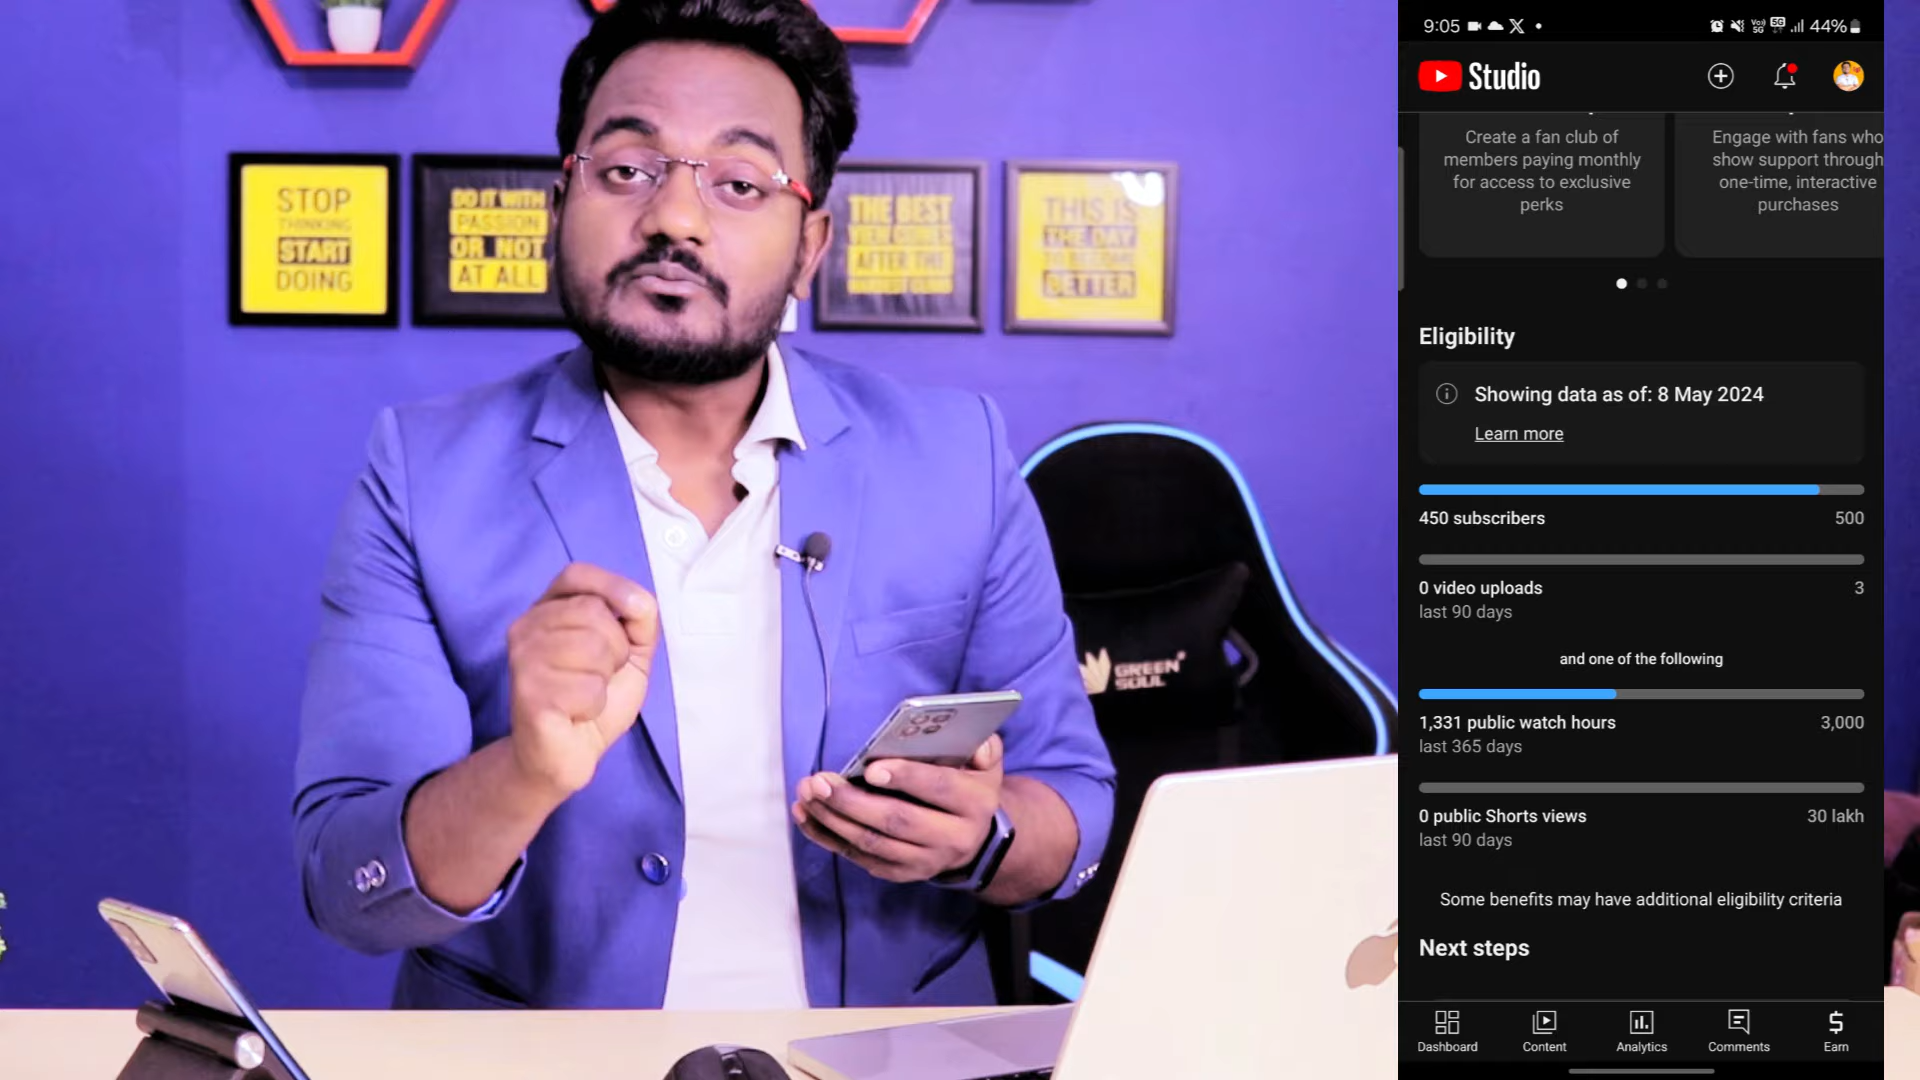 STOP
THINKING
START
DOING
DO IT WITH
PASSION
OR NOT
AT ALL
THE BEST
VIEW COMES
AFTER THE
THIS IS
THE DAY
BETTER
GREEN
SOUL
9:05
44%
Studio
Create a fan club of
members paying monthly
for access to exclusive
perks
Engage with fans who
show support through
one-time, interactive
purchases
Eligibility
Showing data as of: 8 May 2024
Learn more
450 subscribers 500
0 video uploads 3
last 90 days
and one of the following
1,331 public watch hours 3,000
last 365 days
0 public Shorts views 30 lakh
last 90 days
Some benefits may have additional eligibility criteria
Next steps
Dashboard Content Analytics Comments Earn